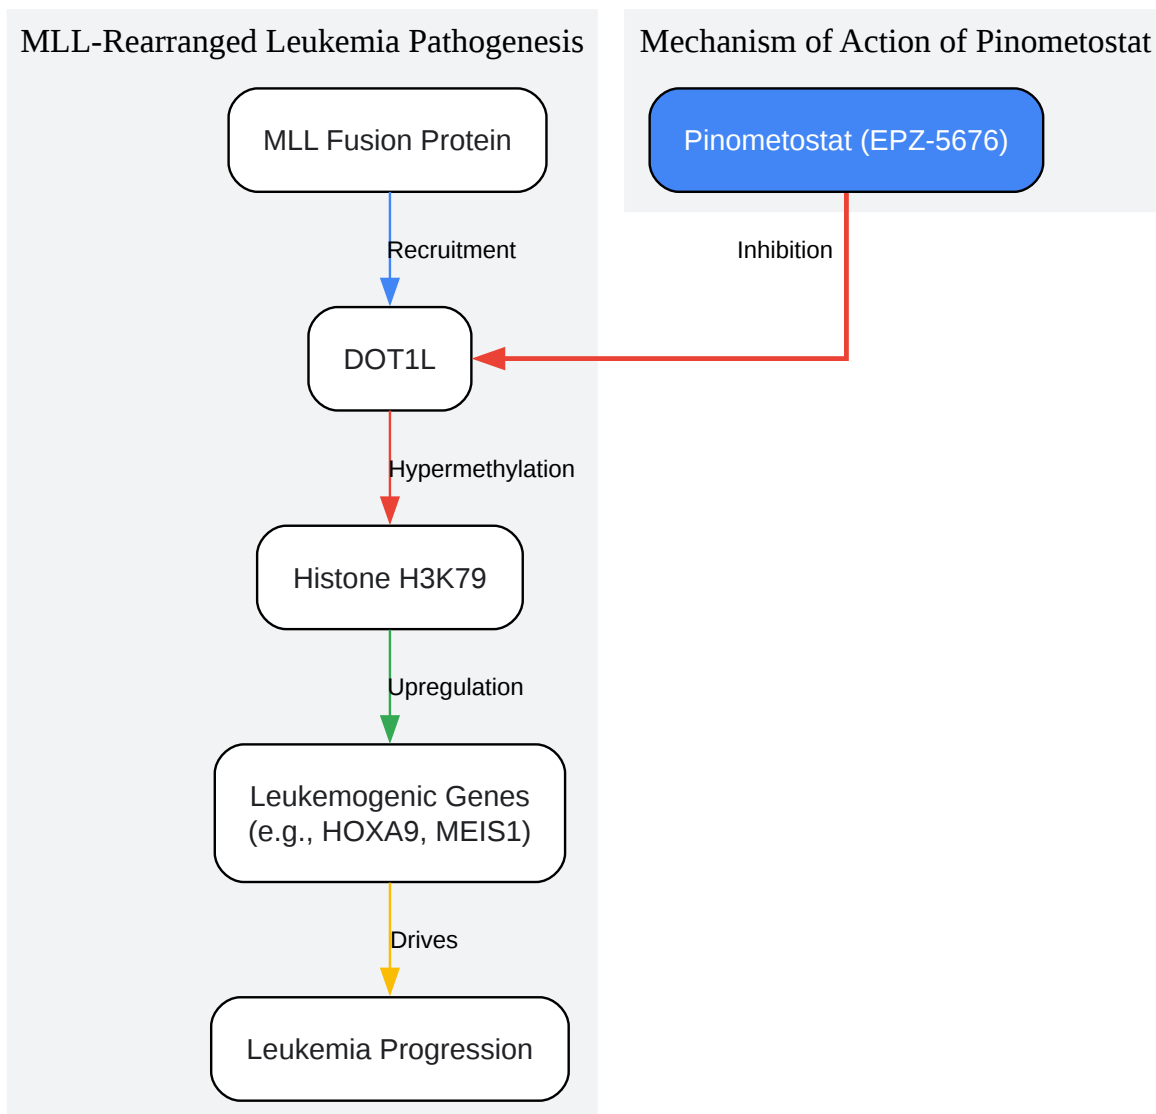 MLL-Rearranged Leukemia Pathogenesis
Mechanism of Action of Pinometostat
MLL Fusion Protein
Pinometostat (EPZ-5676)
Recruitment
Inhibition
DOT1L
Hypermethylation
Histone H3K79
Upregulation
Leukemogenic Genes
(e.g., HOXA9, MEIS1)
Drives
Leukemia Progression